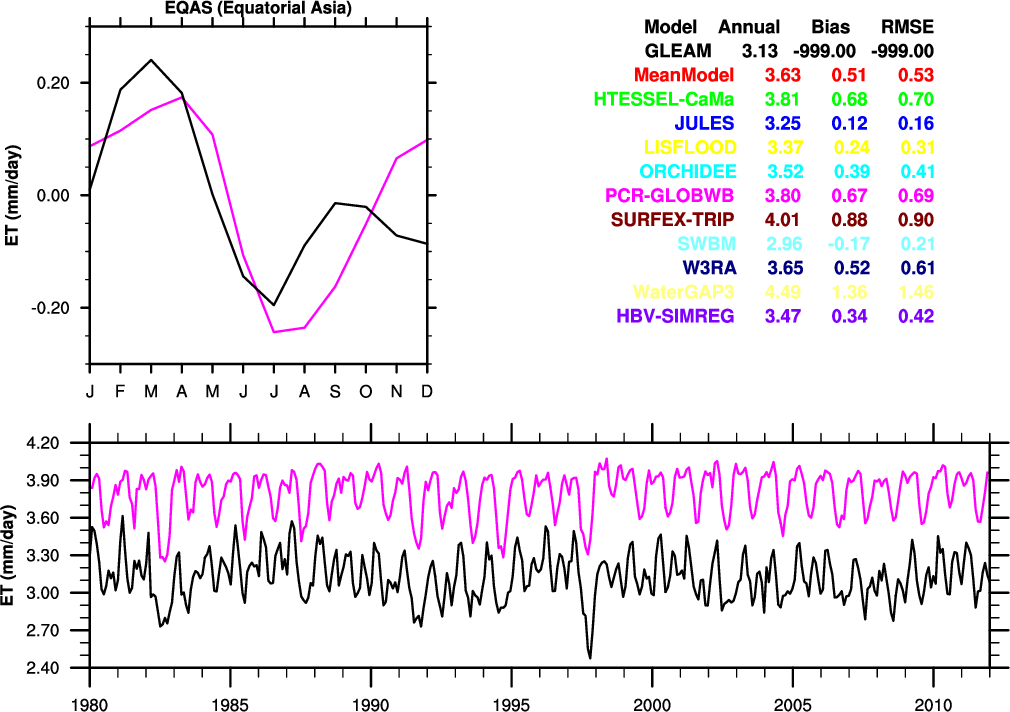 EQAS (Equatorial Asia)
ET (mm/day)
0.20
0.00
-0.20
J F M A M J J A S O N D
Model Annual Bias RMSE
GLEAM 3.13 -999.00 -999.00
MeanModel 3.63 0.51 0.53
HTESSEL-CaMa 3.81 0.68 0.70
JULES 3.25 0.12 0.16
LISFLOOD 3.37 0.24 0.31
ORCHIDEE 3.52 0.39 0.41
PCR-GLOBWB 3.80 0.67 0.69
SURFEX-TRIP 4.01 0.88 0.90
SWBM 2.96 -0.17 0.21
W3RA 3.65 0.52 0.61
WaterGAP3 4.49 1.36 1.46
HBV-SIMREG 3.47 0.34 0.42
ET (mm/day)
4.20
3.90
3.60
3.30
3.00
2.70
2.40
1980 1985 1990 1995 2000 2005 2010